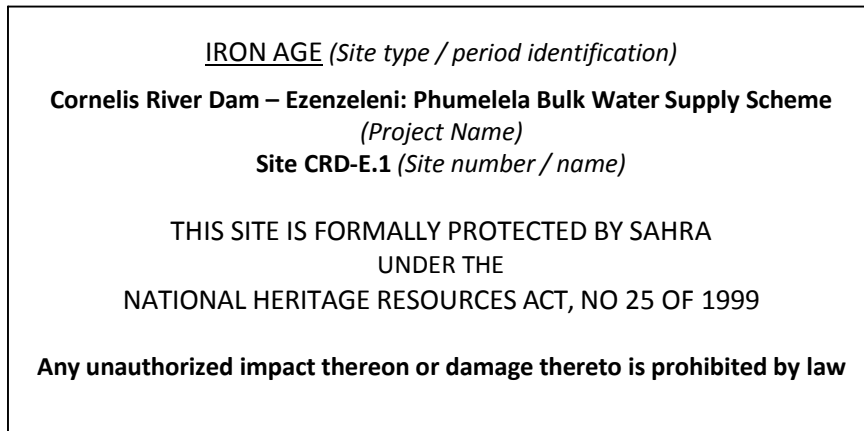 IRON AGE (Site type / period identification)
Cornelis River Dam – Ezenzeleni: Phumelela Bulk Water Supply Scheme
(Project Name)
Site CRD-E.1 (Site number / name)
THIS SITE IS FORMALLY PROTECTED BY SAHRA
UNDER THE
NATIONAL HERITAGE RESOURCES ACT, NO 25 OF 1999
Any unauthorized impact thereon or damage thereto is prohibited by law